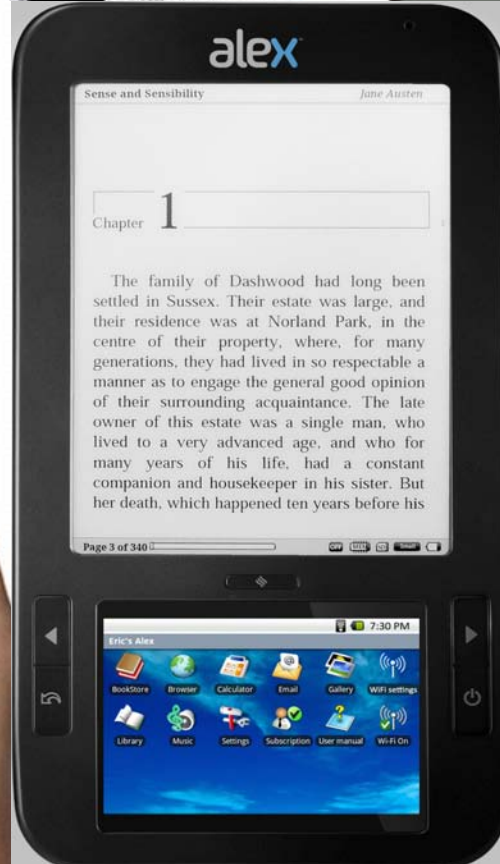 alex
Sense and Sensibility Jane Austen
Chapter 1
The family of Dashwood had long been
settled in Sussex. Their estate was large, and
their residence was at Norland Park, in the
centre of their property, where, for many
generations, they had lived in so respectable a
manner as to engage the general good opinion
of their surrounding acquaintance. The late
owner of this estate was a single man, who
lived to a very advanced age, and who for
many years of his life, had a constant
companion and housekeeper in his sister. But
her death, which happened ten years before his
Page 3 of 340 OFF Small
7:30 PM
Eric's Alex
BookStore Browser Calculator Email Gallery WiFi settings
Library Music Settings Subscription User manual Wi-Fi On